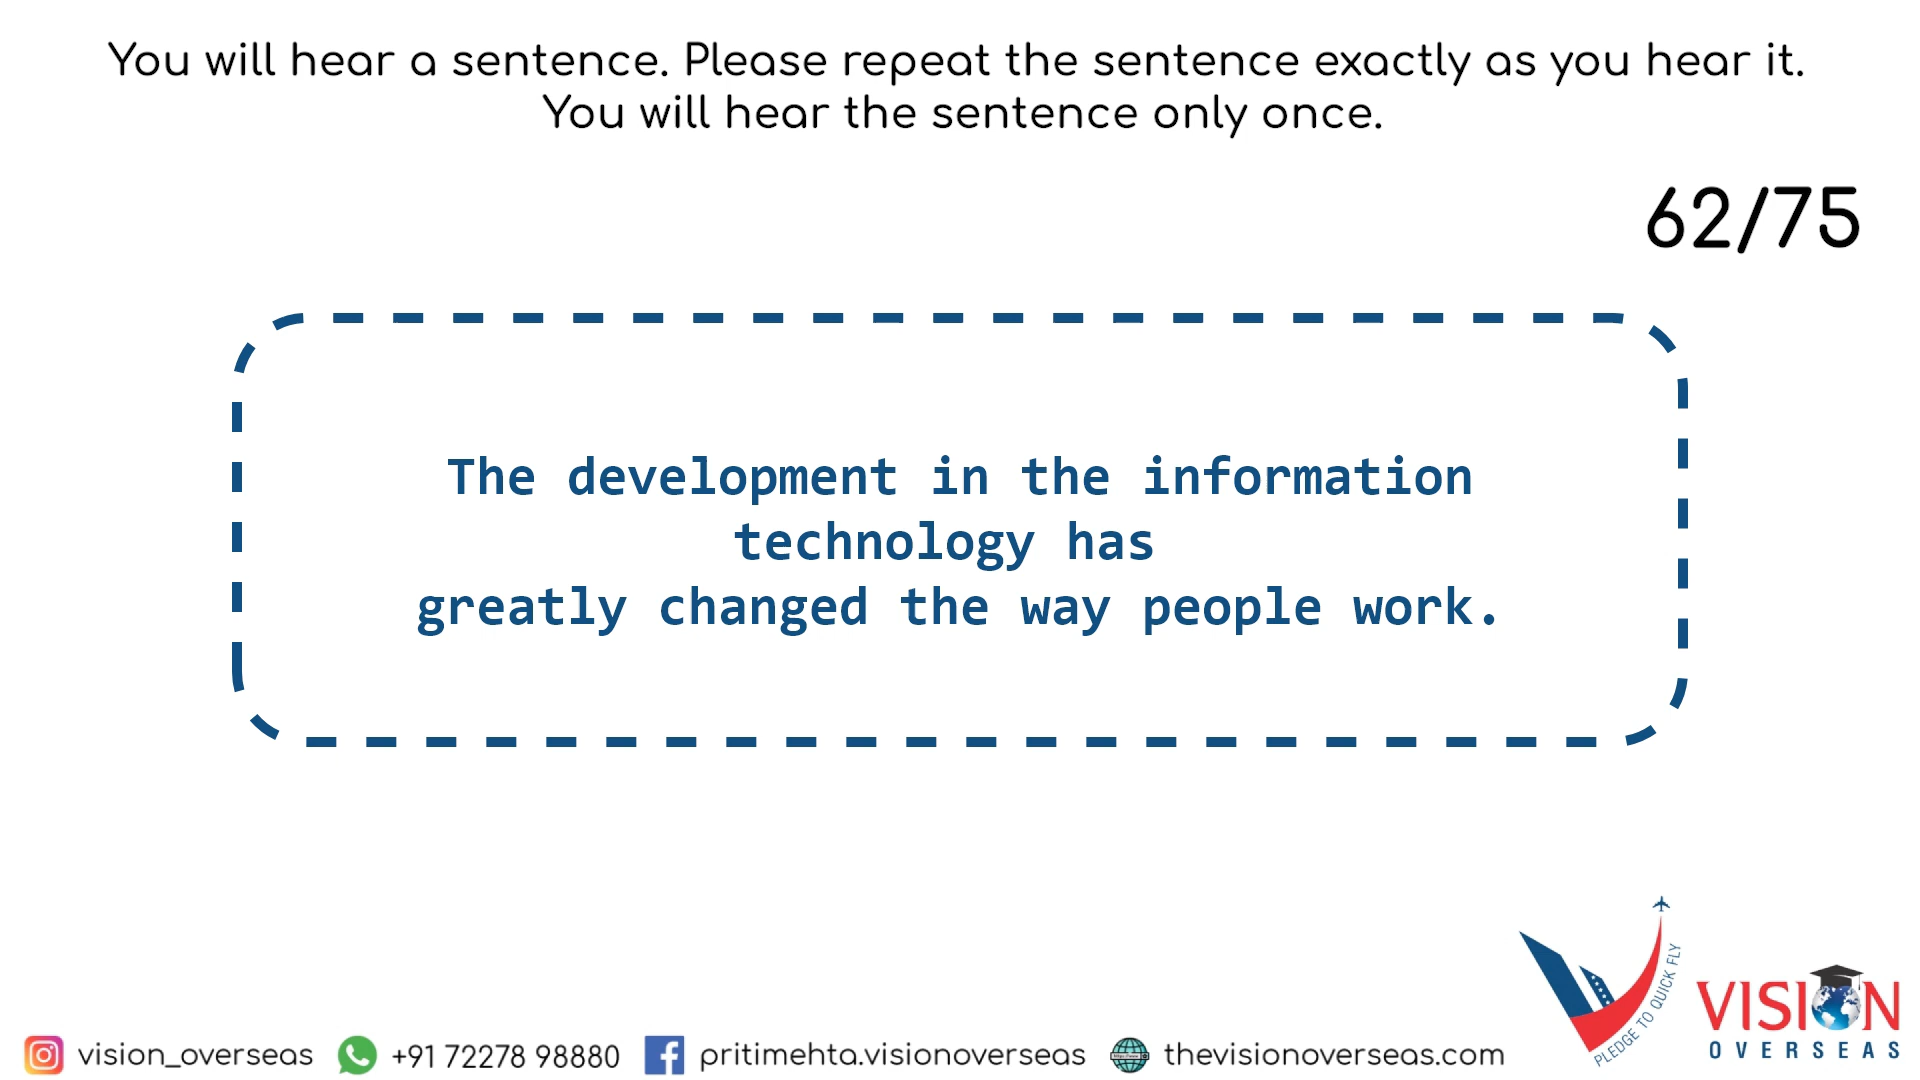 You will hear a sentence. Please repeat the sentence exactly as you hear it.
You will hear the sentence only once.
62/75
The development in the information
technology has
greatly changed the way people work.
PLEDGE TO QUICK FLY
VISION
OVERSEAS
vision_overseas
+91 72278 98880
pritimehta.visionoverseas
thevisionoverseas.com